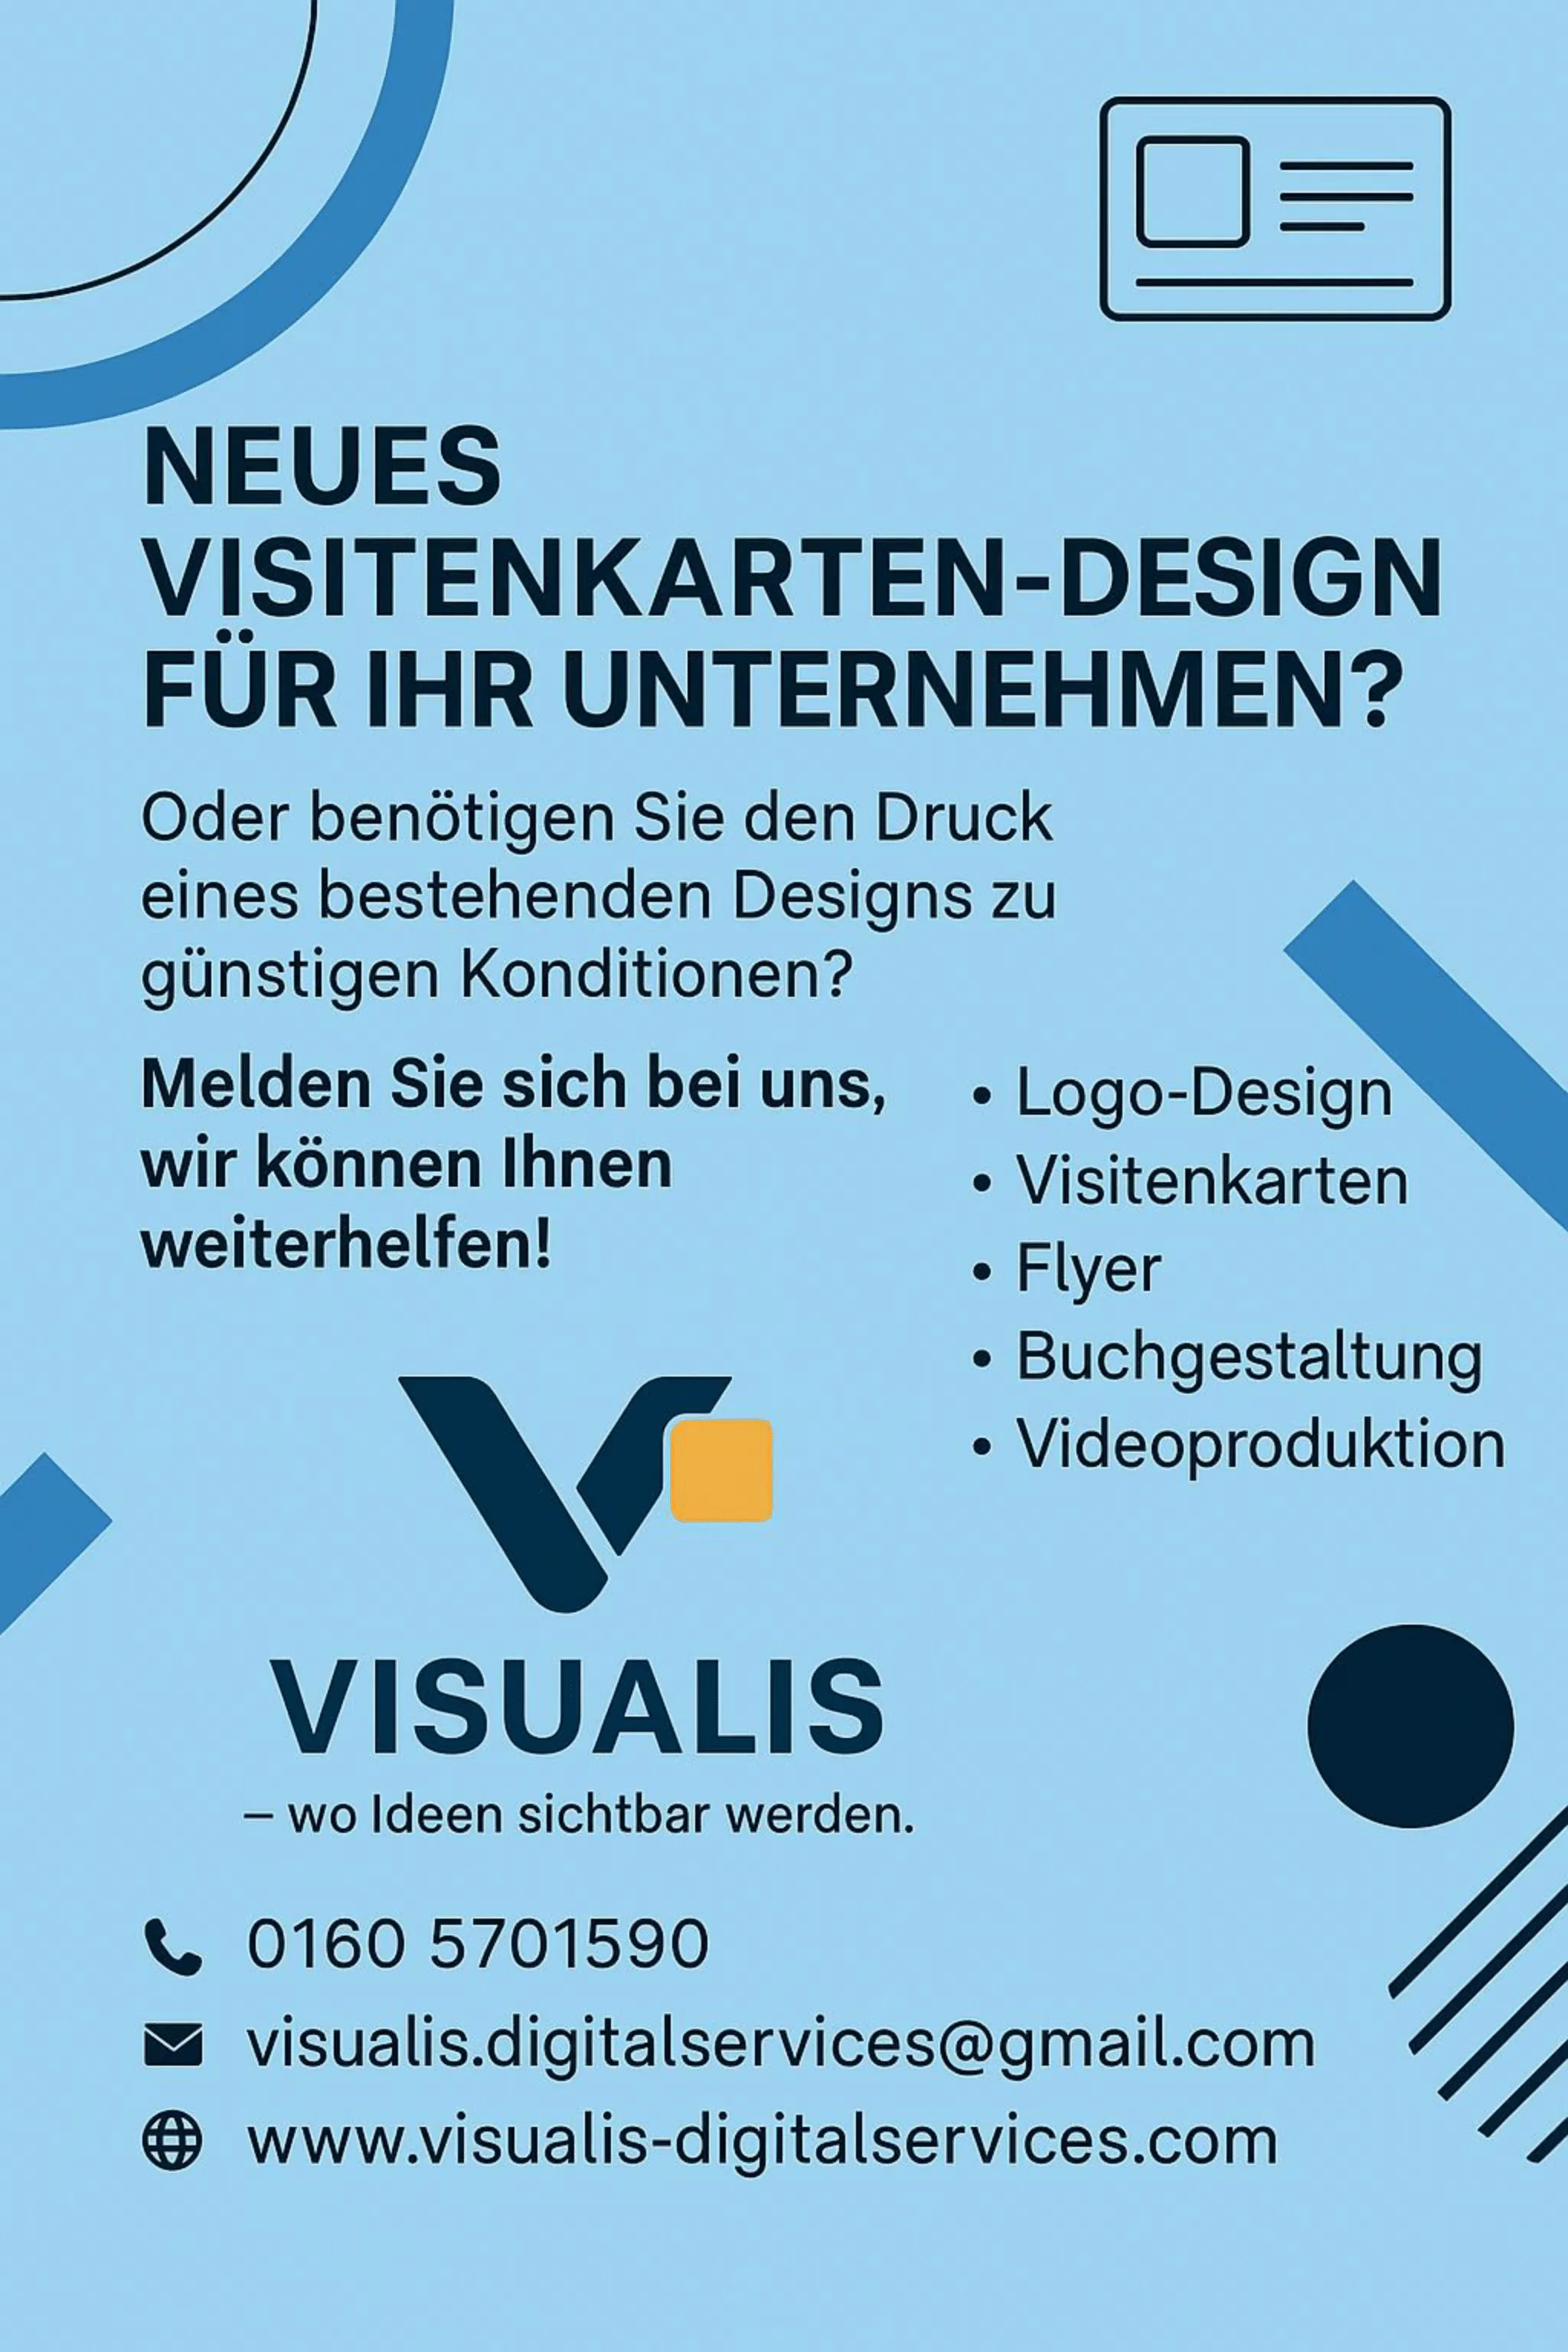 NEUES
VISITENKARTEN-DESIGN
FÜR IHR UNTERNEHMEN?
Oder benötigen Sie den Druck
eines bestehenden Designs zu
günstigen Konditionen?
Melden Sie sich bei uns,
wir können Ihnen
weiterhelfen!
• Logo-Design
• Visitenkarten
• Flyer
• Buchgestaltung
• Videoproduktion
VISUALIS
– wo Ideen sichtbar werden.
0160 5701590
visualis.digitalservices@gmail.com
www.visualis-digitalservices.com